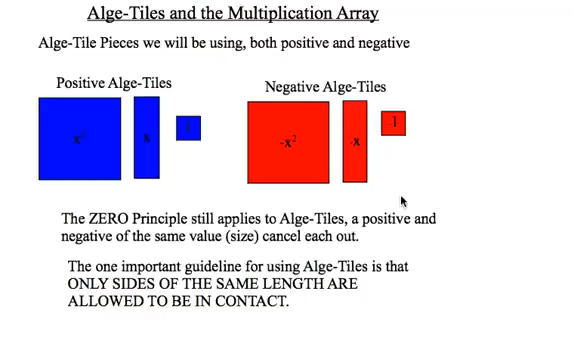 Alge-Tiles and the Multiplication Array
Alge-Tile Pieces we will be using, both positive and negative
Positive Alge-Tiles
Negative Alge-Tiles
x²
x
1
-x²
-x
-1
The ZERO Principle still applies to Alge-Tiles, a positive and
negative of the same value (size) cancel each out.
The one important guideline for using Alge-Tiles is that
ONLY SIDES OF THE SAME LENGTH ARE
ALLOWED TO BE IN CONTACT.